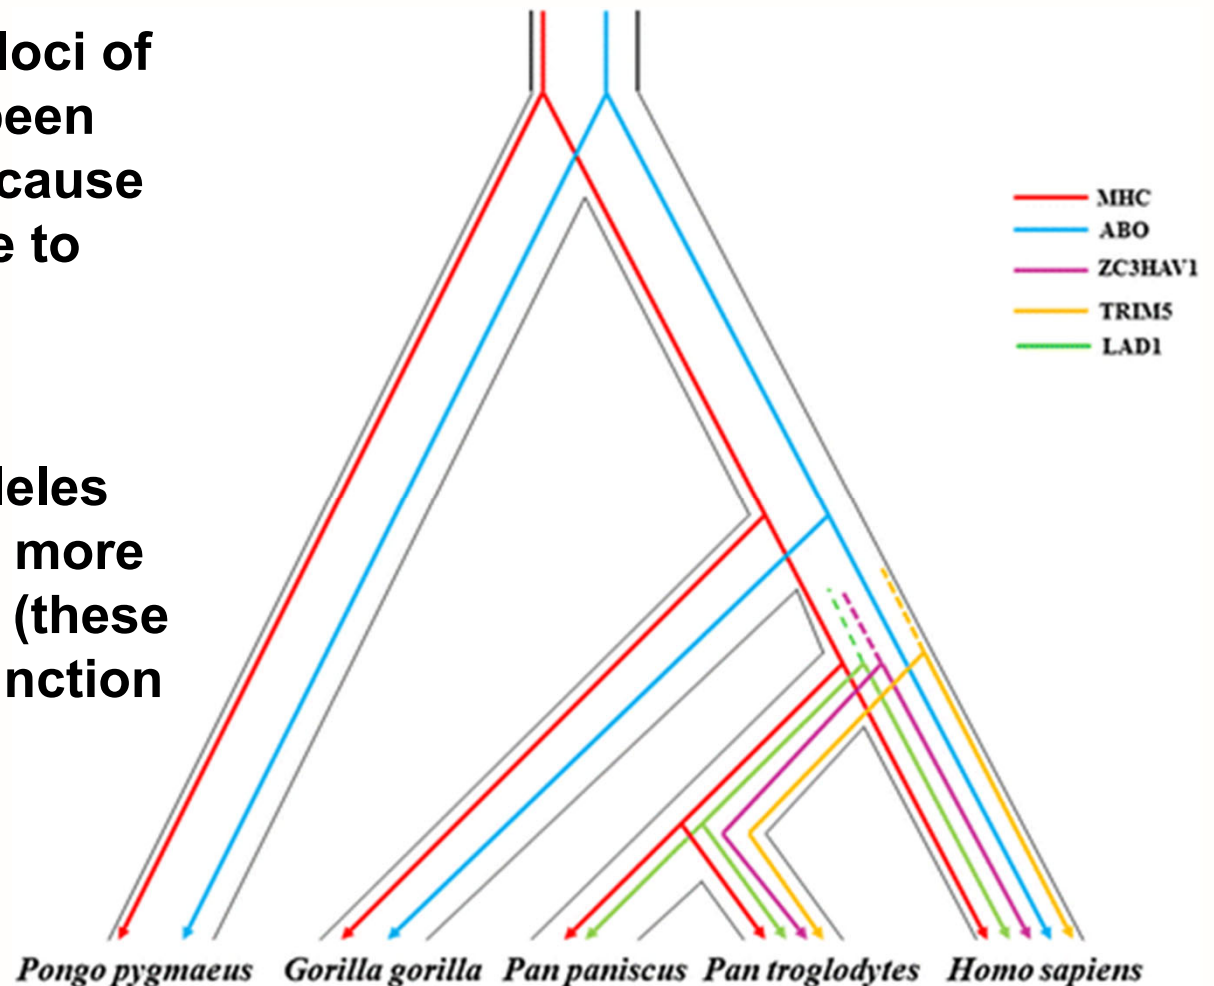 loci of
been
cause
e to
leles
more
(these
nction
MHC
ABO
ZC3HAV1
TRIM5
LAD1
Pongo pygmaeus Gorilla gorilla Pan paniscus Pan troglodytes Homo sapiens